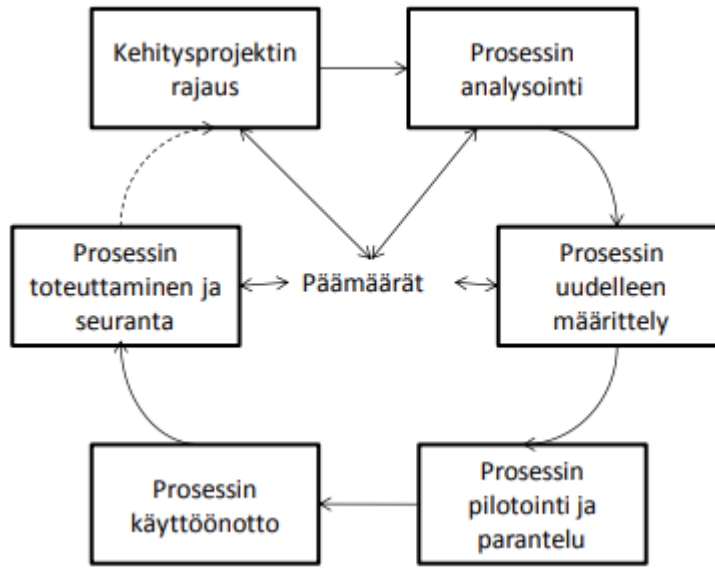 Kehitysprojektin
rajaus
Prosessin
analysointi
Prosessin
toteuttaminen ja
seuranta
Päämäärät
Prosessin
uudelleen
määrittely
Prosessin
käyttöönotto
Prosessin
pilotointi ja
parantelu